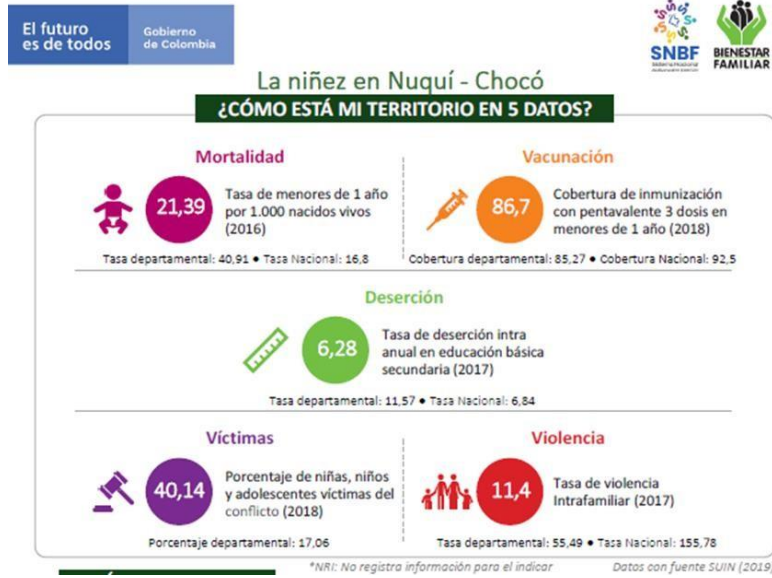 El futuro
es de todos
Gobierno
de Colombia
SNBF
BIENESTAR
FAMILIAR
La niñez en Nuquí - Chocó
¿CÓMO ESTÁ MI TERRITORIO EN 5 DATOS?
Mortalidad
21,39
Tasa de menores de 1 año
por 1.000 nacidos vivos
(2016)
Tasa departamental: 40,91 • Tasa Nacional: 16,8
Vacunación
86,7
Cobertura de inmunización
con pentavalente 3 dosis en
menores de 1 año (2018)
Cobertura departamental: 85,27 • Cobertura Nacional: 92,5
Deserción
6,28
Tasa de deserción intra
anual en educación básica
secundaria (2017)
Tasa departamental: 11,57 • Tasa Nacional: 6,84
Víctimas
40,14
Porcentaje de niñas, niños
y adolescentes víctimas del
conflicto (2018)
Porcentaje departamental: 17,06
Violencia
11,4
Tasa de violencia
Intrafamiliar (2017)
Tasa departamental: 55,49 • Tasa Nacional: 155,78
*NRI: No registra información para el indicar
Datos con fuente SUIN (2019)